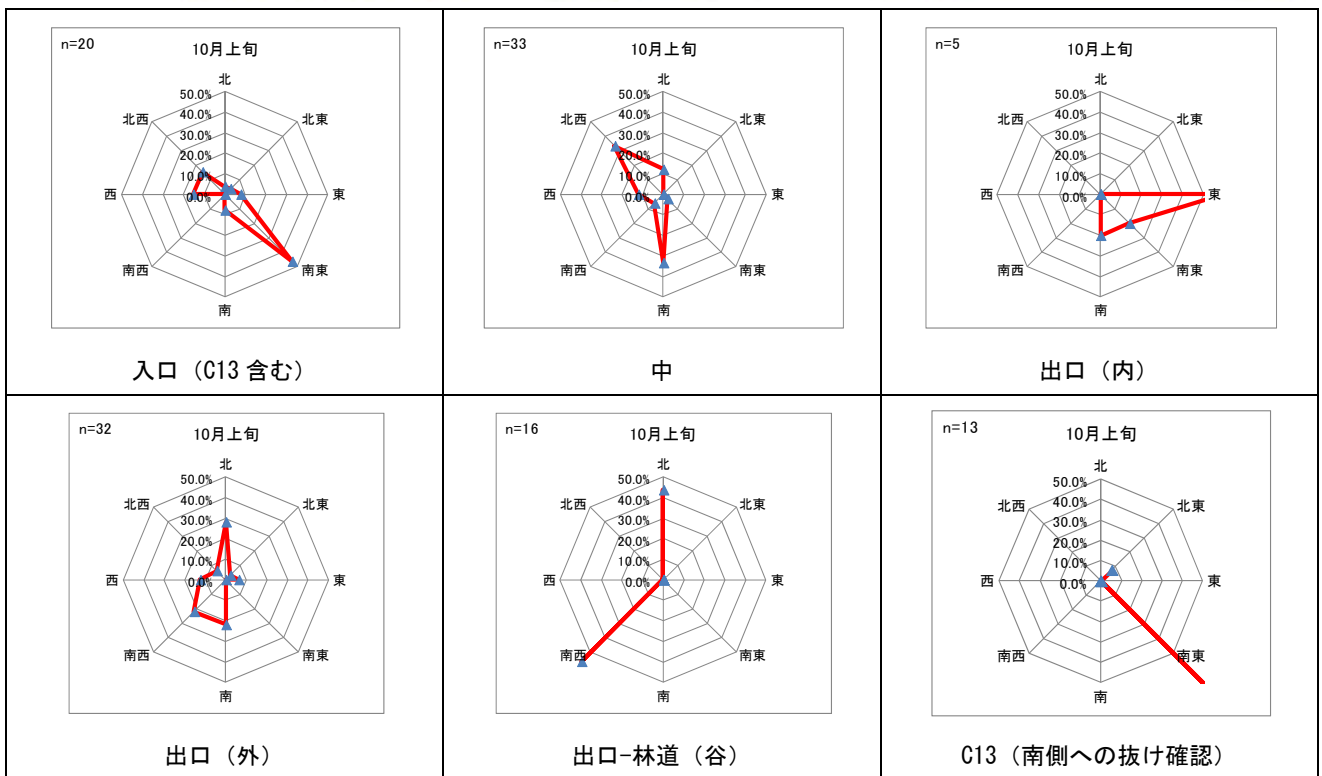 n=20
10月上旬
北
50.0%
北西
40.0%
北東
30.0%
20.0%
10.0%
西
0.0%
東
南西
南東
南
入口（C13 含む）
n=33
10月上旬
北
50.0%
北西
40.0%
北東
30.0%
20.0%
10.0%
西
0.0%
東
南西
南東
南
中
n=5
10月上旬
北
50.0%
北西
40.0%
北東
30.0%
20.0%
10.0%
西
0.0%
東
南西
南東
南
出口（内）
n=32
10月上旬
北
50.0%
北西
40.0%
北東
30.0%
20.0%
10.0%
西
0.0%
東
南西
南東
南
出口（外）
n=16
10月上旬
北
50.0%
北西
40.0%
北東
30.0%
20.0%
10.0%
西
0.0%
東
南西
南東
南
出口-林道（谷）
n=13
10月上旬
北
50.0%
北西
40.0%
北東
30.0%
20.0%
10.0%
西
0.0%
東
南西
南東
南
C13（南側への抜け確認）